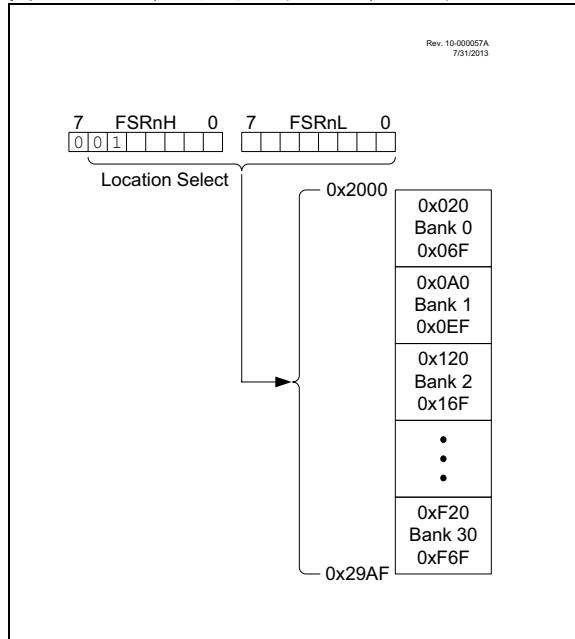 Rev. 10-000057A
7/31/2013
7 FSRnH 0 7 FSRnL 0
0 0 1
Location Select
0x2000
0x020
Bank 0
0x06F
0x0A0
Bank 1
0x0EF
0x120
Bank 2
0x16F
0xF20
Bank 30
0xF6F
0x29AF